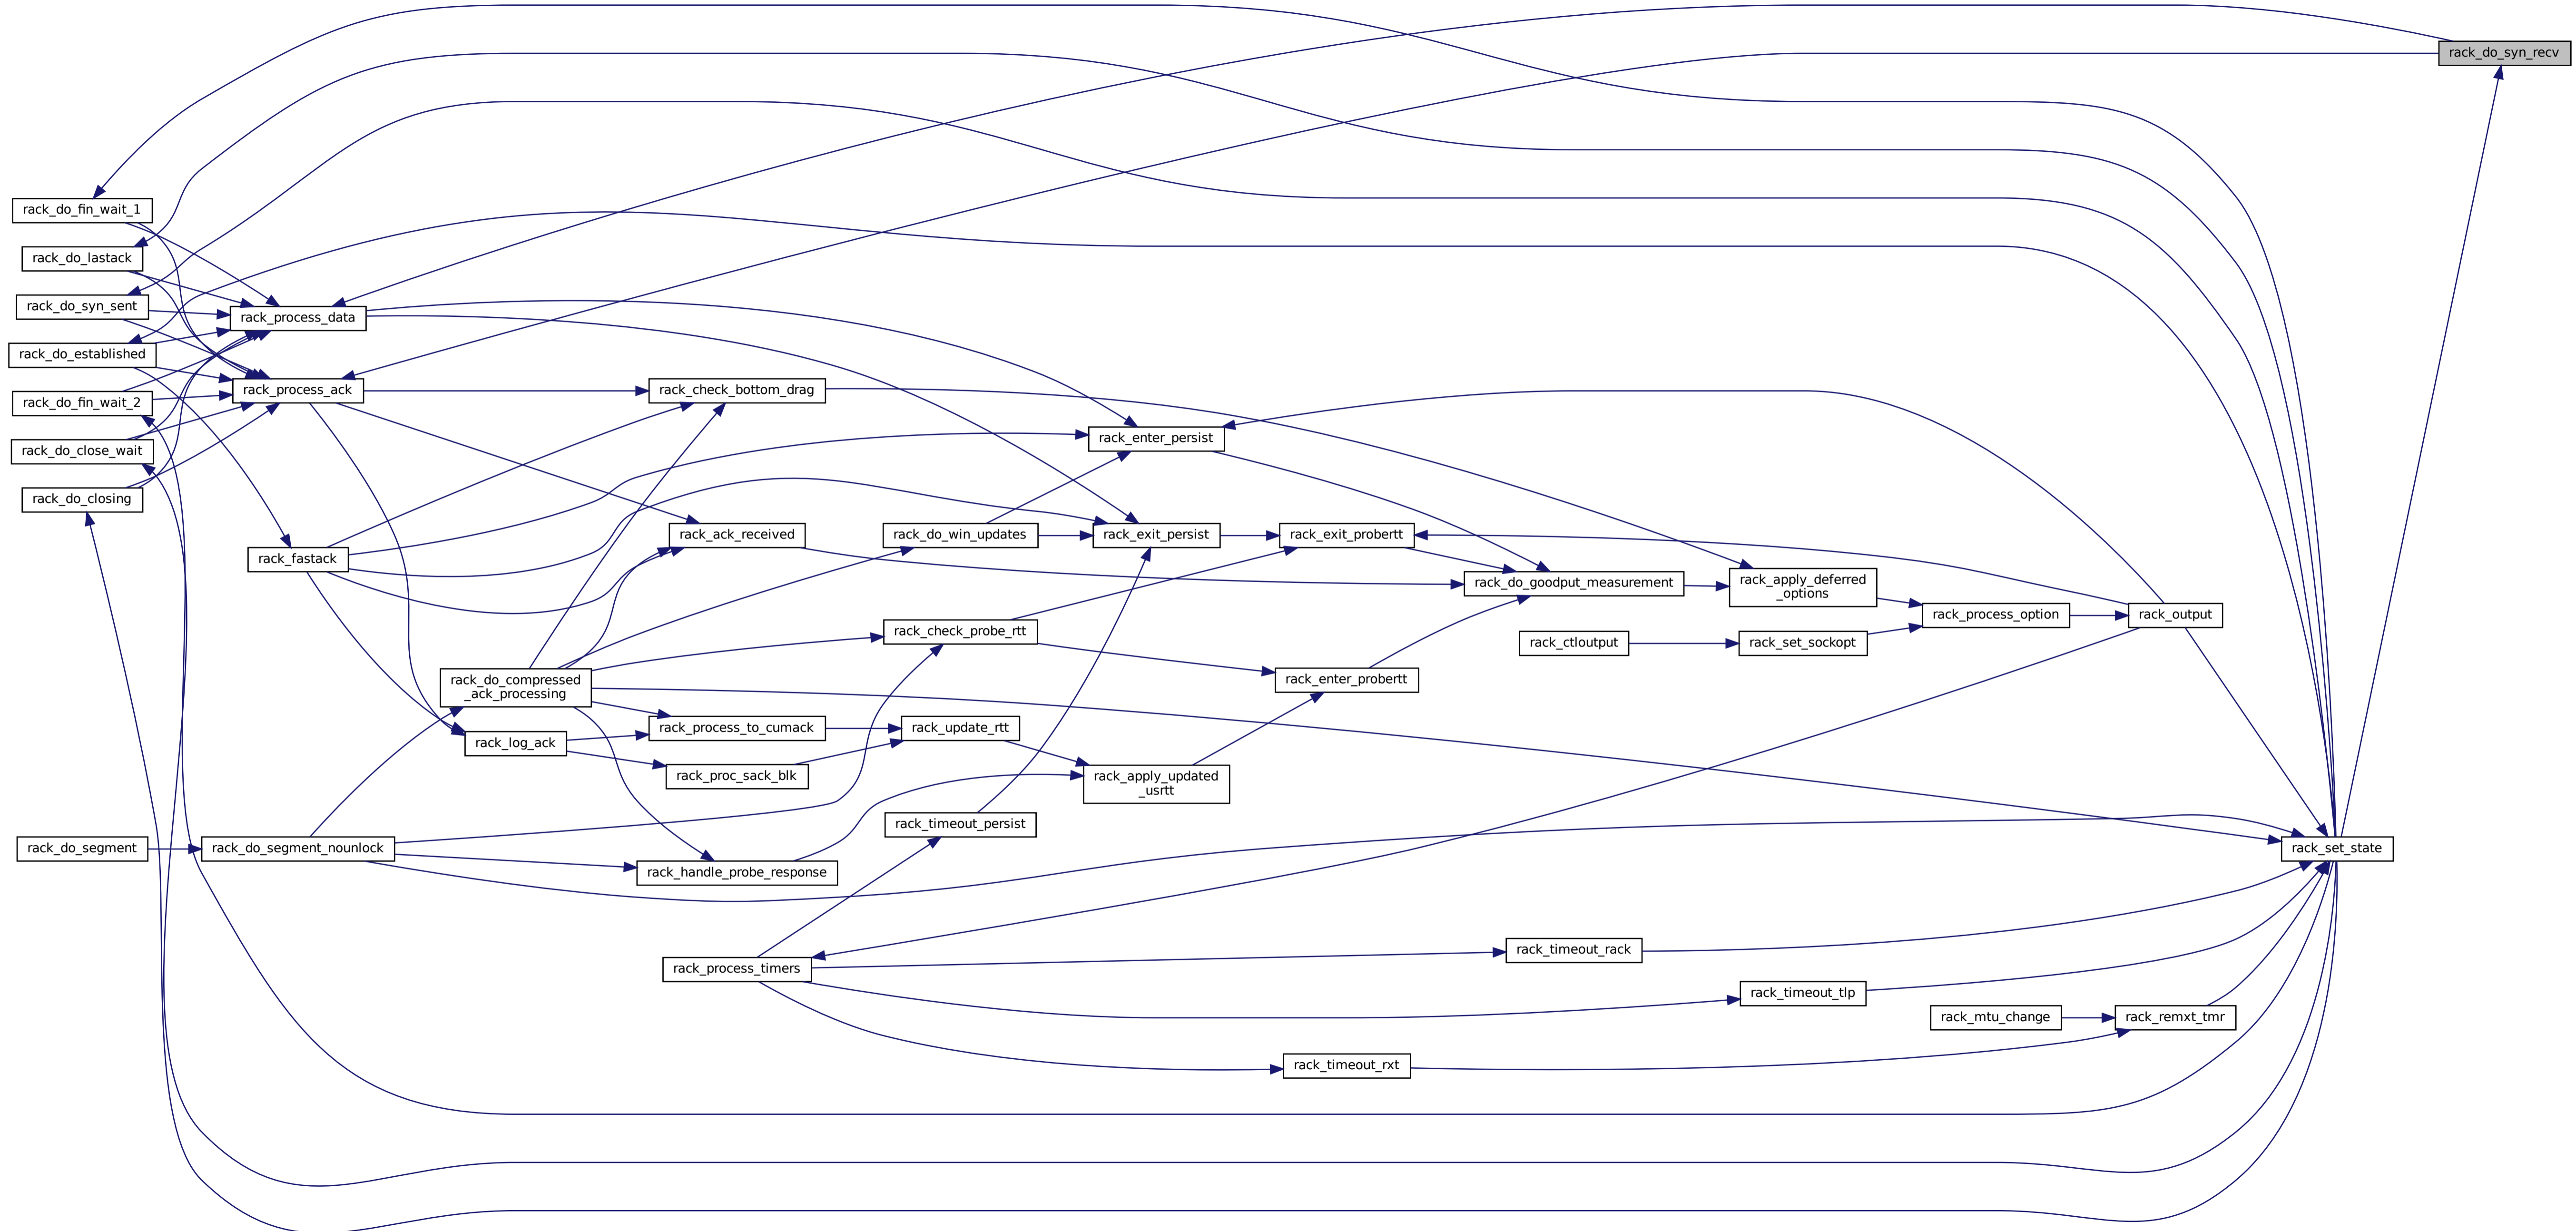 rack_do_syn_recv
rack_do_fin_wait_1
rack_do_lastack
rack_do_syn_sent
rack_process_data
rack_do_established
rack_process_ack
rack_check_bottom_drag
rack_do_fin_wait_2
rack_enter_persist
rack_do_close_wait
rack_do_closing
rack_ack_received
rack_do_win_updates
rack_exit_persist
rack_exit_probertt
rack_fastack
rack_do_goodput_measurement
rack_apply_deferred
_options
rack_process_option
rack_output
rack_check_probe_rtt
rack_ctloutput
rack_set_sockopt
rack_do_compressed
_ack_processing
rack_enter_probertt
rack_process_to_cumack
rack_update_rtt
rack_log_ack
rack_proc_sack_blk
rack_apply_updated
_usrtt
rack_timeout_persist
rack_do_segment
rack_do_segment_nounlock
rack_set_state
rack_handle_probe_response
rack_timeout_rack
rack_process_timers
rack_timeout_tlp
rack_mtu_change
rack_remxt_tmr
rack_timeout_rxt